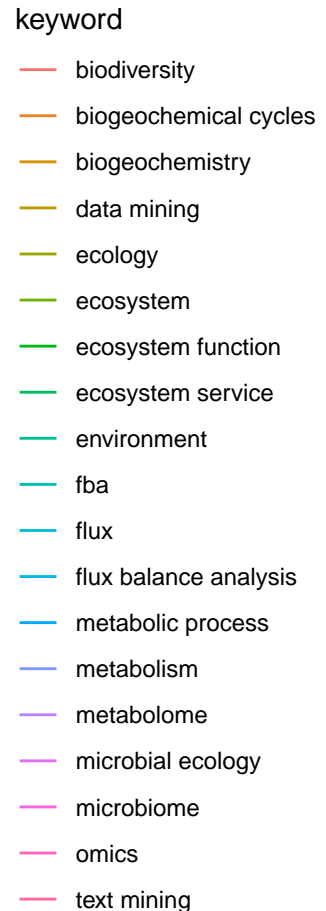 keyword
biodiversity
biogeochemical cycles
biogeochemistry
data mining
ecology
ecosystem
ecosystem function
ecosystem service
environment
fba
flux
flux balance analysis
metabolic process
metabolism
metabolome
microbial ecology
microbiome
omics
text mining